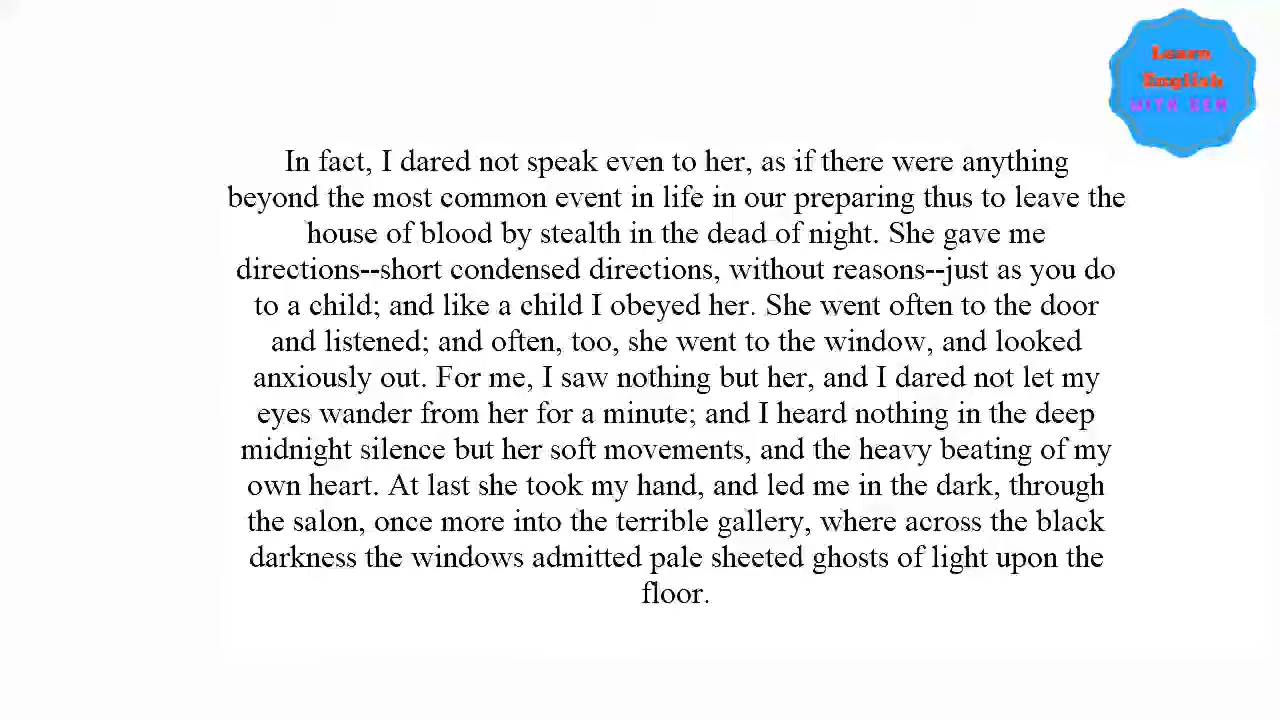 Learn
English
WITH GEM
In fact, I dared not speak even to her, as if there were anything
beyond the most common event in life in our preparing thus to leave the
house of blood by stealth in the dead of night. She gave me
directions--short condensed directions, without reasons--just as you do
to a child; and like a child I obeyed her. She went often to the door
and listened; and often, too, she went to the window, and looked
anxiously out. For me, I saw nothing but her, and I dared not let my
eyes wander from her for a minute; and I heard nothing in the deep
midnight silence but her soft movements, and the heavy beating of my
own heart. At last she took my hand, and led me in the dark, through
the salon, once more into the terrible gallery, where across the black
darkness the windows admitted pale sheeted ghosts of light upon the
floor.